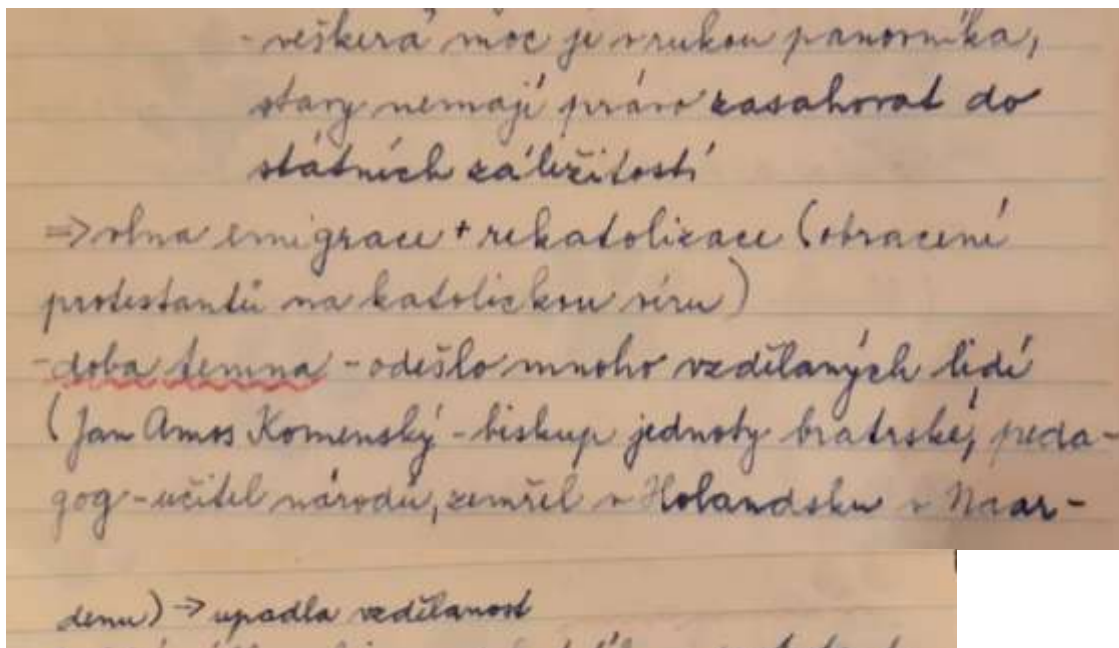 - veškerá moc je v rukou panovníka,
stavy nemají právo zasahovat do
státních záležitostí
=> vlna emigrace + rekatolizace (obracení
protestantů na katolickou víru)
- doba temna - odešlo mnoho vzdělaných lidí
(Jan Amos Komenský - biskup jednoty bratrské, peda-
gog - učitel národů, zemřel v Holandsku v Naar-
denu) -> upadla vzdělanost